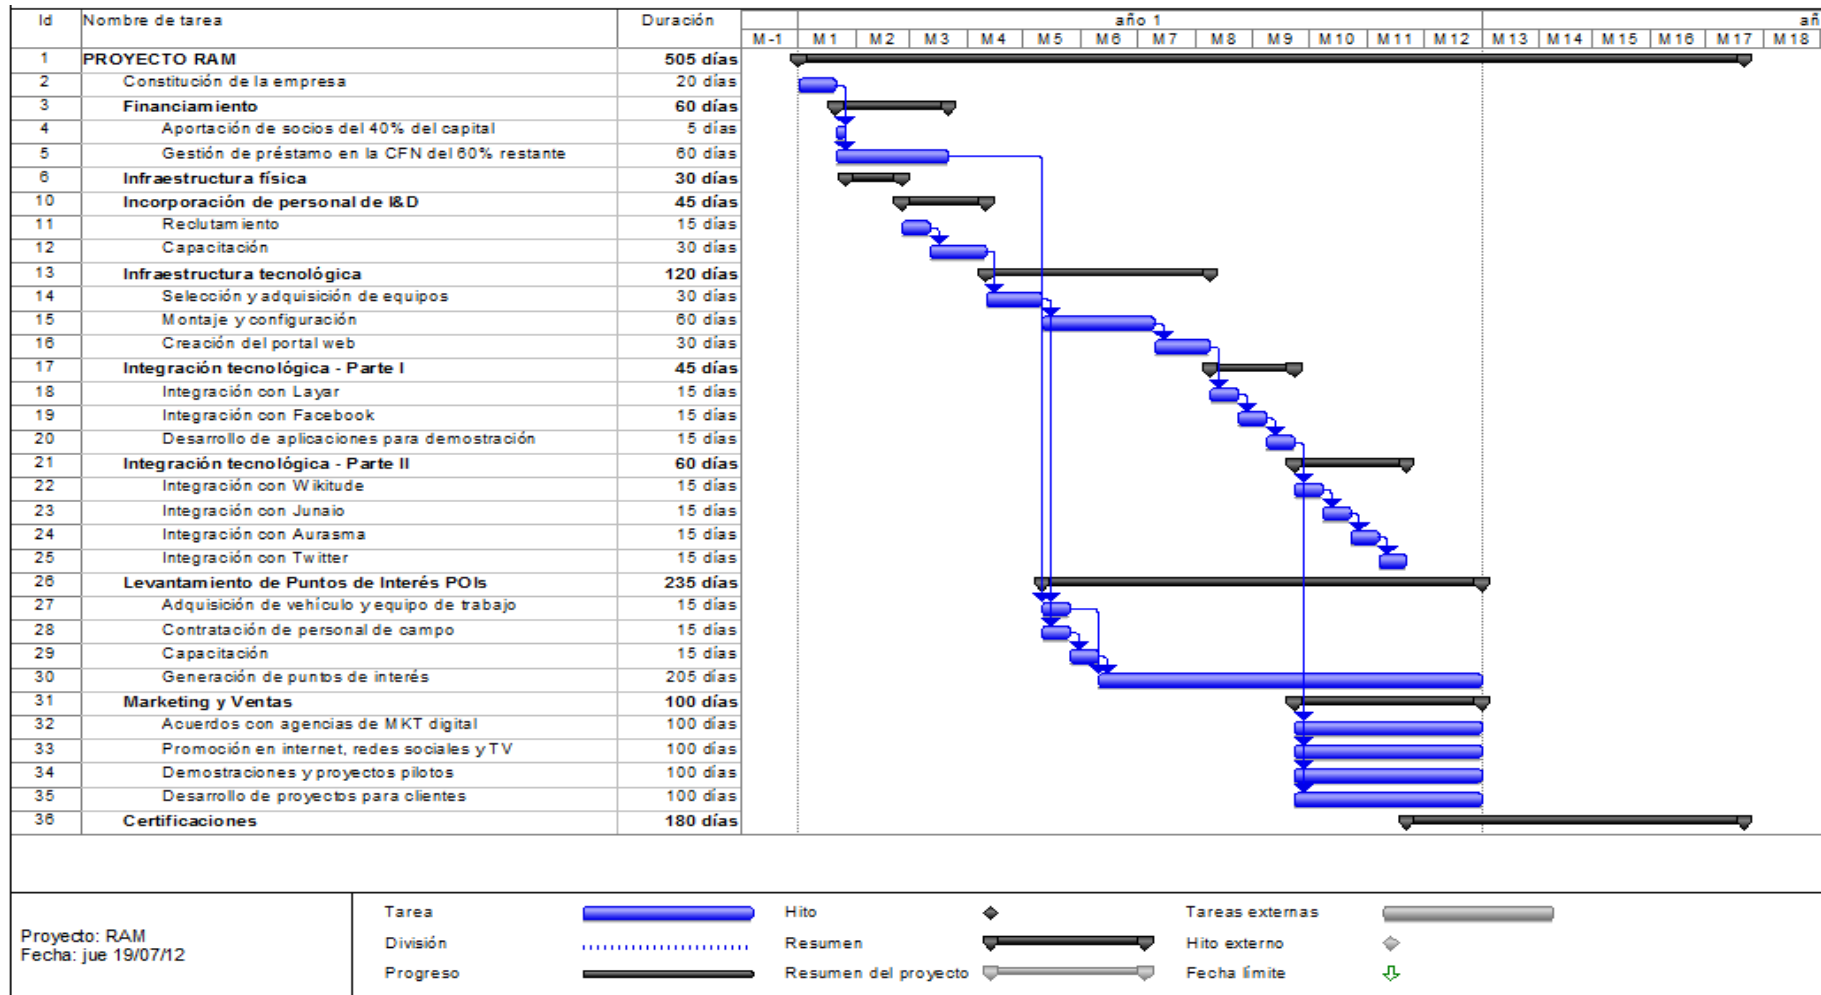 Id Nombre de tarea Duración año 1 añ
M-1 M1 M2 M3 M4 M5 M6 M7 M8 M9 M10 M11 M12 M13 M14 M15 M16 M17 M18
1 PROYECTO RAM 505 días
2 Constitución de la empresa 20 días
3 Financiamiento 60 días
4 Aportación de socios del 40% del capital 5 días
5 Gestión de préstamo en la CFN del 60% restante 60 días
6 Infraestructura física 30 días
10 Incorporación de personal de I&D 45 días
11 Reclutamiento 15 días
12 Capacitación 30 días
13 Infraestructura tecnológica 120 días
14 Selección y adquisición de equipos 30 días
15 Montaje y configuración 60 días
16 Creación del portal web 30 días
17 Integración tecnológica - Parte I 45 días
18 Integración con Layar 15 días
19 Integración con Facebook 15 días
20 Desarrollo de aplicaciones para demostración 15 días
21 Integración tecnológica - Parte II 60 días
22 Integración con Wikitude 15 días
23 Integración con Junaio 15 días
24 Integración con Aurasma 15 días
25 Integración con Twitter 15 días
26 Levantamiento de Puntos de Interés POIs 235 días
27 Adquisición de vehículo y equipo de trabajo 15 días
28 Contratación de personal de campo 15 días
29 Capacitación 15 días
30 Generación de puntos de interés 205 días
31 Marketing y Ventas 100 días
32 Acuerdos con agencias de MKT digital 100 días
33 Promoción en internet, redes sociales y TV 100 días
34 Demostraciones y proyectos pilotos 100 días
35 Desarrollo de proyectos para clientes 100 días
36 Certificaciones 180 días
Proyecto: RAM
Fecha: jue 19/07/12
Tarea Hito Tareas externas
División Resumen Hito externo
Progreso Resumen del proyecto Fecha límite